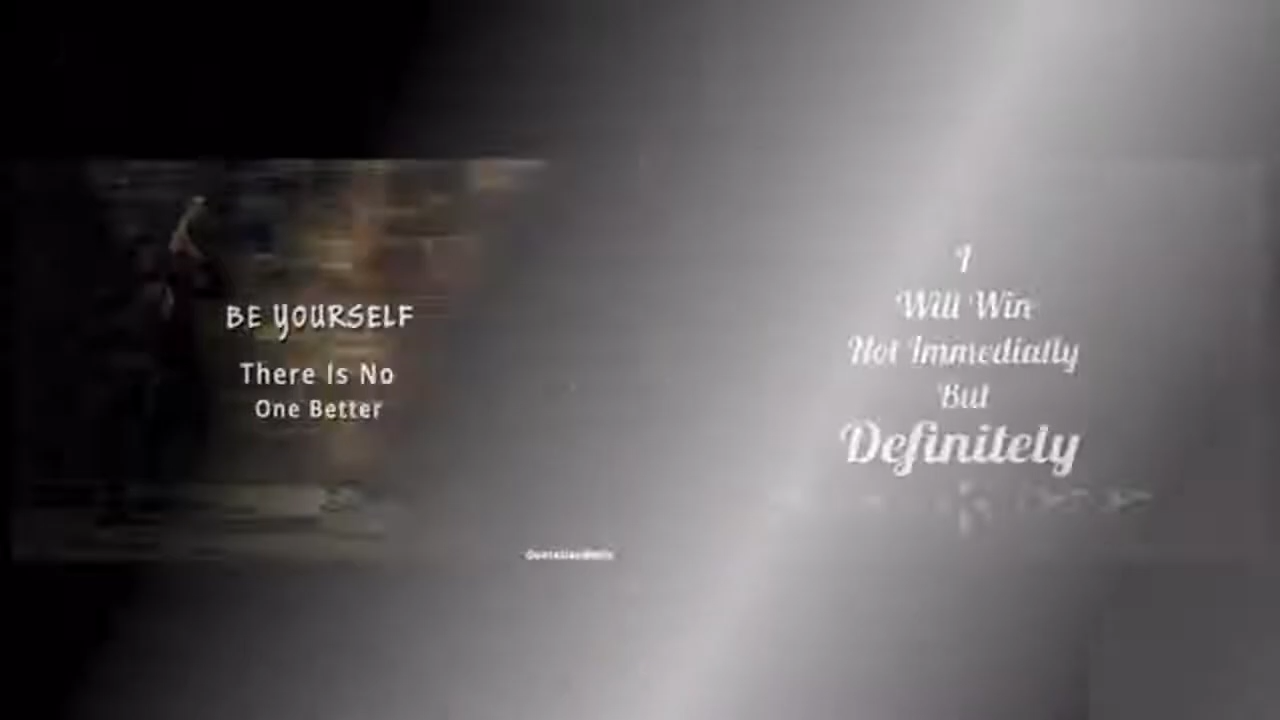 BE YOURSELF
There Is No
One Better
I
Will Win
Not Immedially
But
Definitely